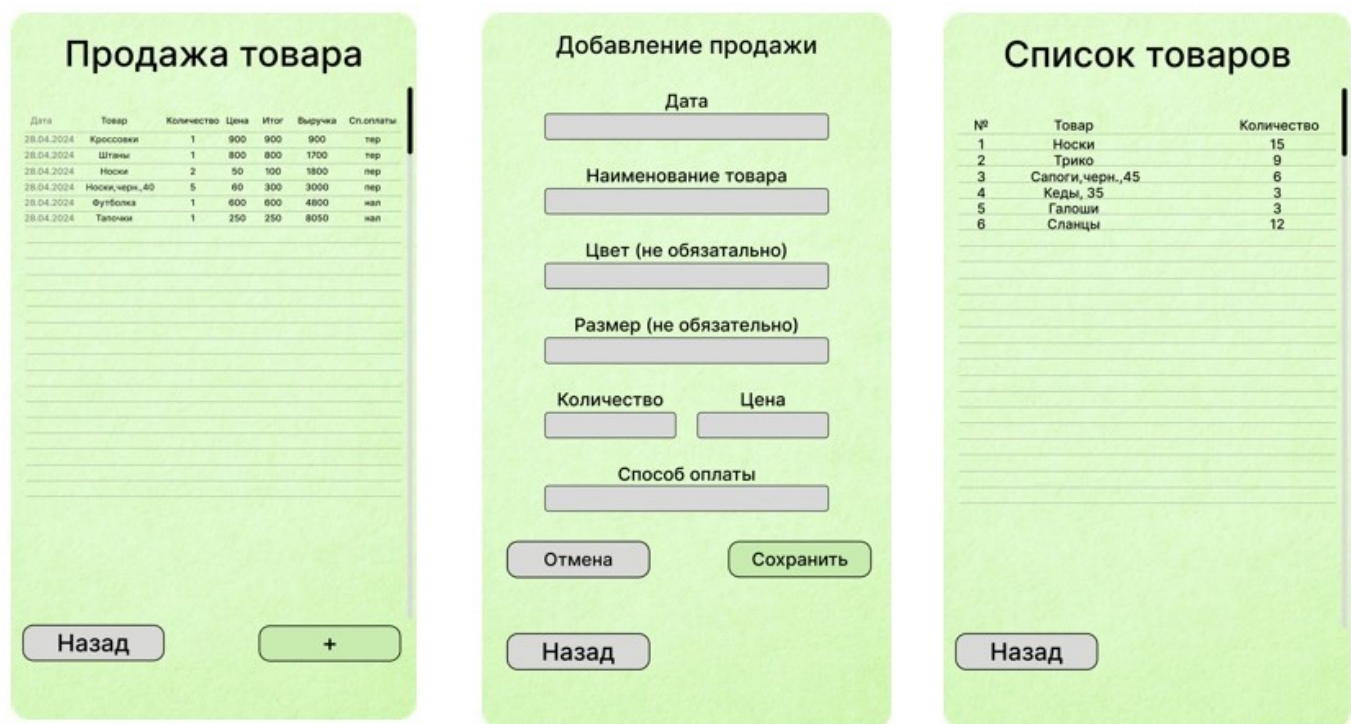 Продажа товара
Дата Товар Количество Цена Итог Выручка Сп.оплаты
28.04.2024 Кроссовки 1 900 900 900 тер
28.04.2024 Штаны 1 800 800 1700 тер
28.04.2024 Носки 2 50 100 1800 пер
28.04.2024 Носки,черн.,40 5 60 300 3000 пер
28.04.2024 Футболка 1 600 600 4800 нал
28.04.2024 Тапочки 1 250 250 8050 нал
Назад
+
Добавление продажи
Дата
Наименование товара
Цвет (не обязатально)
Размер (не обязательно)
Количество Цена
Способ оплаты
Отмена Сохранить
Назад
Список товаров
№ Товар Количество
1 Носки 15
2 Трико 9
3 Сапоги,черн.,45 6
4 Кеды, 35 3
5 Галоши 3
6 Сланцы 12
Назад